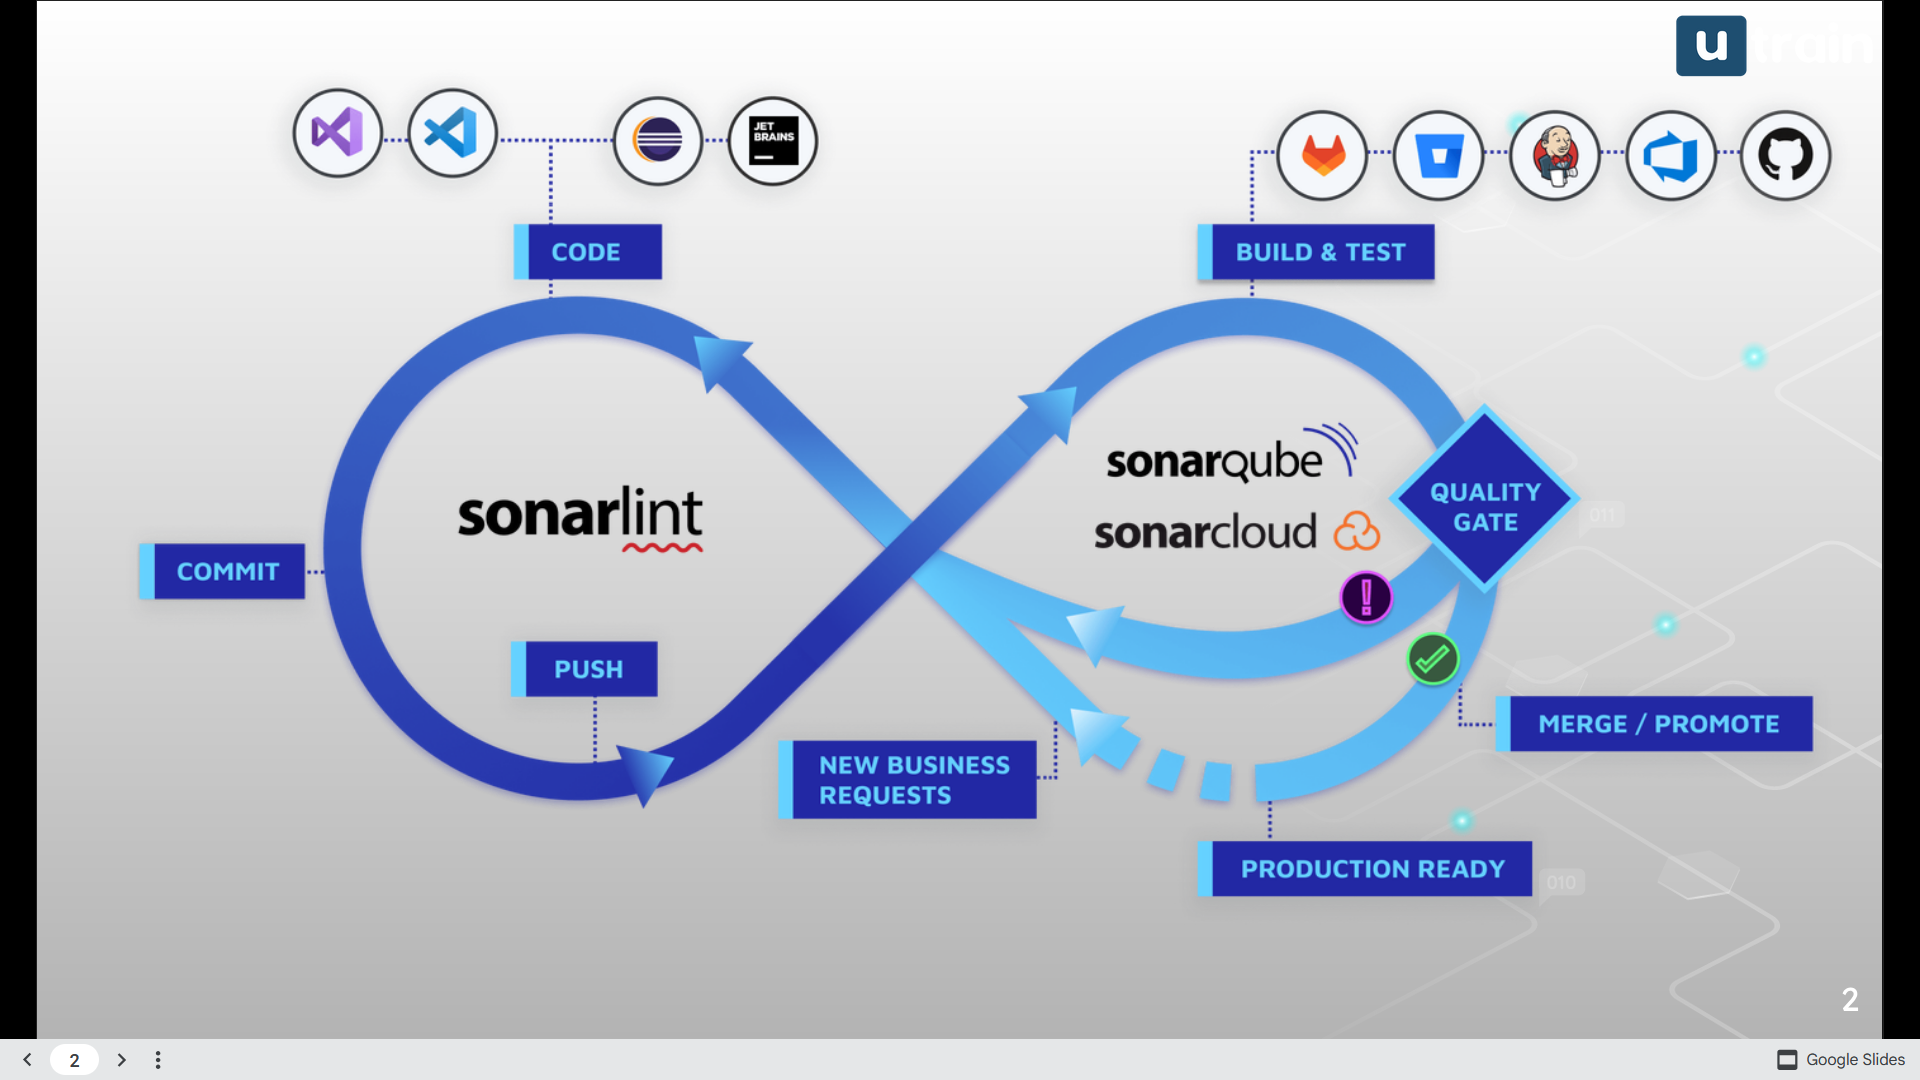 u train
JET
BRAINS
CODE
BUILD & TEST
sonarqube
QUALITY
GATE
sonarlint
sonarcloud
011
COMMIT
PUSH
MERGE / PROMOTE
NEW BUSINESS
REQUESTS
PRODUCTION READY
010
2
2
Google Slides